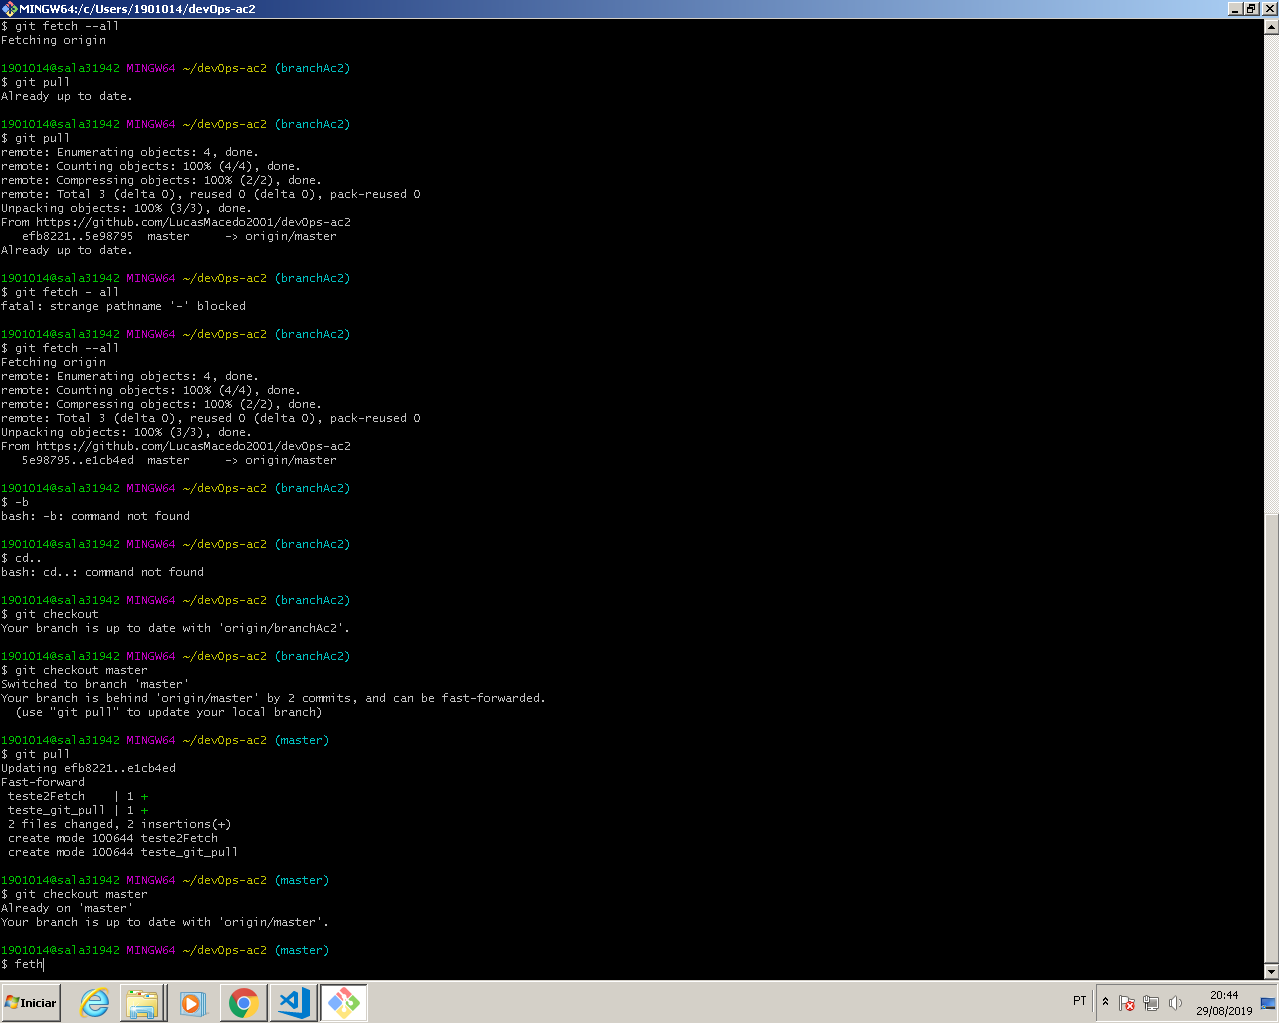 MINGW64:/c/Users/1901014/devOps-ac2
$ git fetch --all
Fetching origin
1901014@sala31942 MINGW64 ~/devOps-ac2 (branchAc2)
$ git pull
Already up to date.
1901014@sala31942 MINGW64 ~/devOps-ac2 (branchAc2)
$ git pull
remote: Enumerating objects: 4, done.
remote: Counting objects: 100% (4/4), done.
remote: Compressing objects: 100% (2/2), done.
remote: Total 3 (delta 0), reused 0 (delta 0), pack-reused 0
Unpacking objects: 100% (3/3), done.
From https://github.com/LucasMacedo2001/devOps-ac2
   efb8221..5e98795  master     -> origin/master
Already up to date.
1901014@sala31942 MINGW64 ~/devOps-ac2 (branchAc2)
$ git fetch - all
fatal: strange pathname '-' blocked
1901014@sala31942 MINGW64 ~/devOps-ac2 (branchAc2)
$ git fetch --all
Fetching origin
remote: Enumerating objects: 4, done.
remote: Counting objects: 100% (4/4), done.
remote: Compressing objects: 100% (2/2), done.
remote: Total 3 (delta 0), reused 0 (delta 0), pack-reused 0
Unpacking objects: 100% (3/3), done.
From https://github.com/LucasMacedo2001/devOps-ac2
   5e98795..e1cb4ed  master     -> origin/master
1901014@sala31942 MINGW64 ~/devOps-ac2 (branchAc2)
$ -b
bash: -b: command not found
1901014@sala31942 MINGW64 ~/devOps-ac2 (branchAc2)
$ cd..
bash: cd..: command not found
1901014@sala31942 MINGW64 ~/devOps-ac2 (branchAc2)
$ git checkout
Your branch is up to date with 'origin/branchAc2'.
1901014@sala31942 MINGW64 ~/devOps-ac2 (branchAc2)
$ git checkout master
Switched to branch 'master'
Your branch is behind 'origin/master' by 2 commits, and can be fast-forwarded.
  (use "git pull" to update your local branch)
1901014@sala31942 MINGW64 ~/devOps-ac2 (master)
$ git pull
Updating efb8221..e1cb4ed
Fast-forward
 teste2Fetch    | 1 +
 teste_git_pull | 1 +
 2 files changed, 2 insertions(+)
 create mode 100644 teste2Fetch
 create mode 100644 teste_git_pull
1901014@sala31942 MINGW64 ~/devOps-ac2 (master)
$ git checkout master
Already on 'master'
Your branch is up to date with 'origin/master'.
1901014@sala31942 MINGW64 ~/devOps-ac2 (master)
$ feth
Iniciar
PT
20:44
29/08/2019